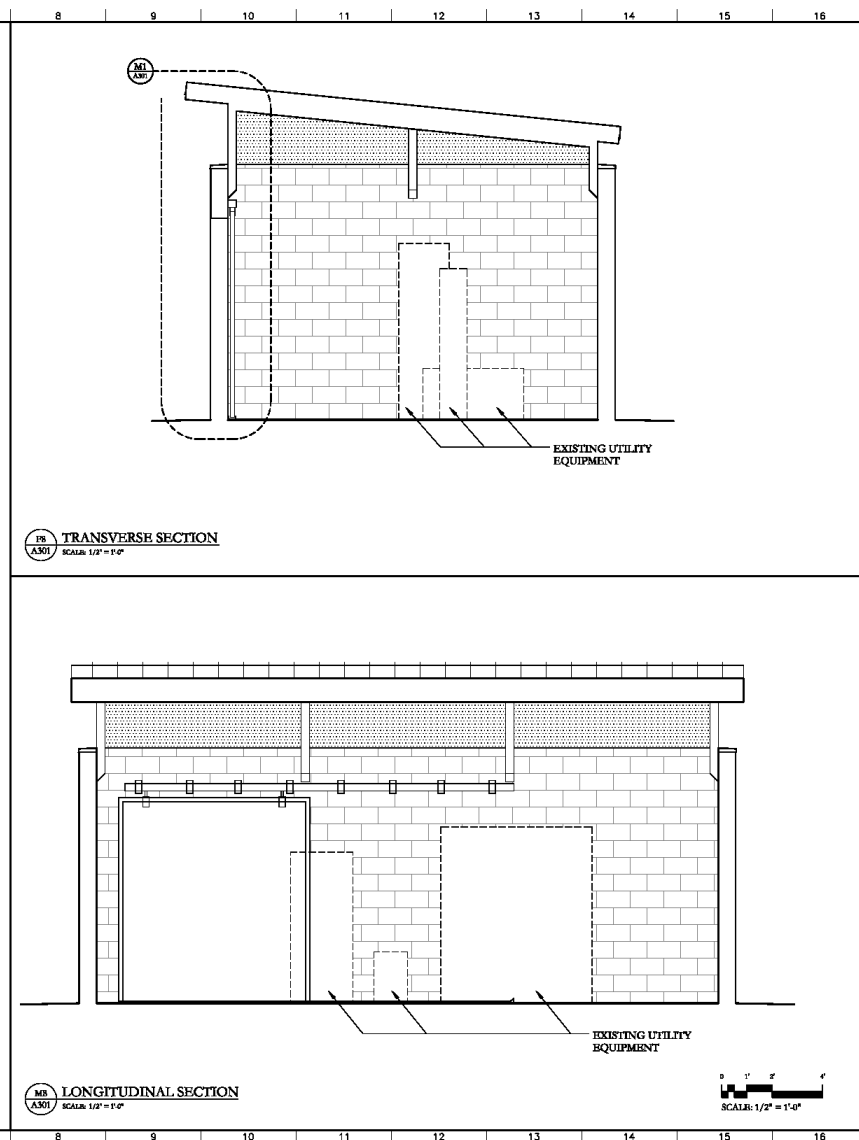 8 9 10 11 12 13 14 15 16
M1
A301
EXISTING UTILITY
EQUIPMENT
F8
A301
TRANSVERSE SECTION
SCALE: 1/2" = 1'-0"
EXISTING UTILITY
EQUIPMENT
M8
A301
LONGITUDINAL SECTION
SCALE: 1/2" = 1'-0"
0 1' 2' 4'
SCALE: 1/2" = 1'-0"
8 9 10 11 12 13 14 15 16